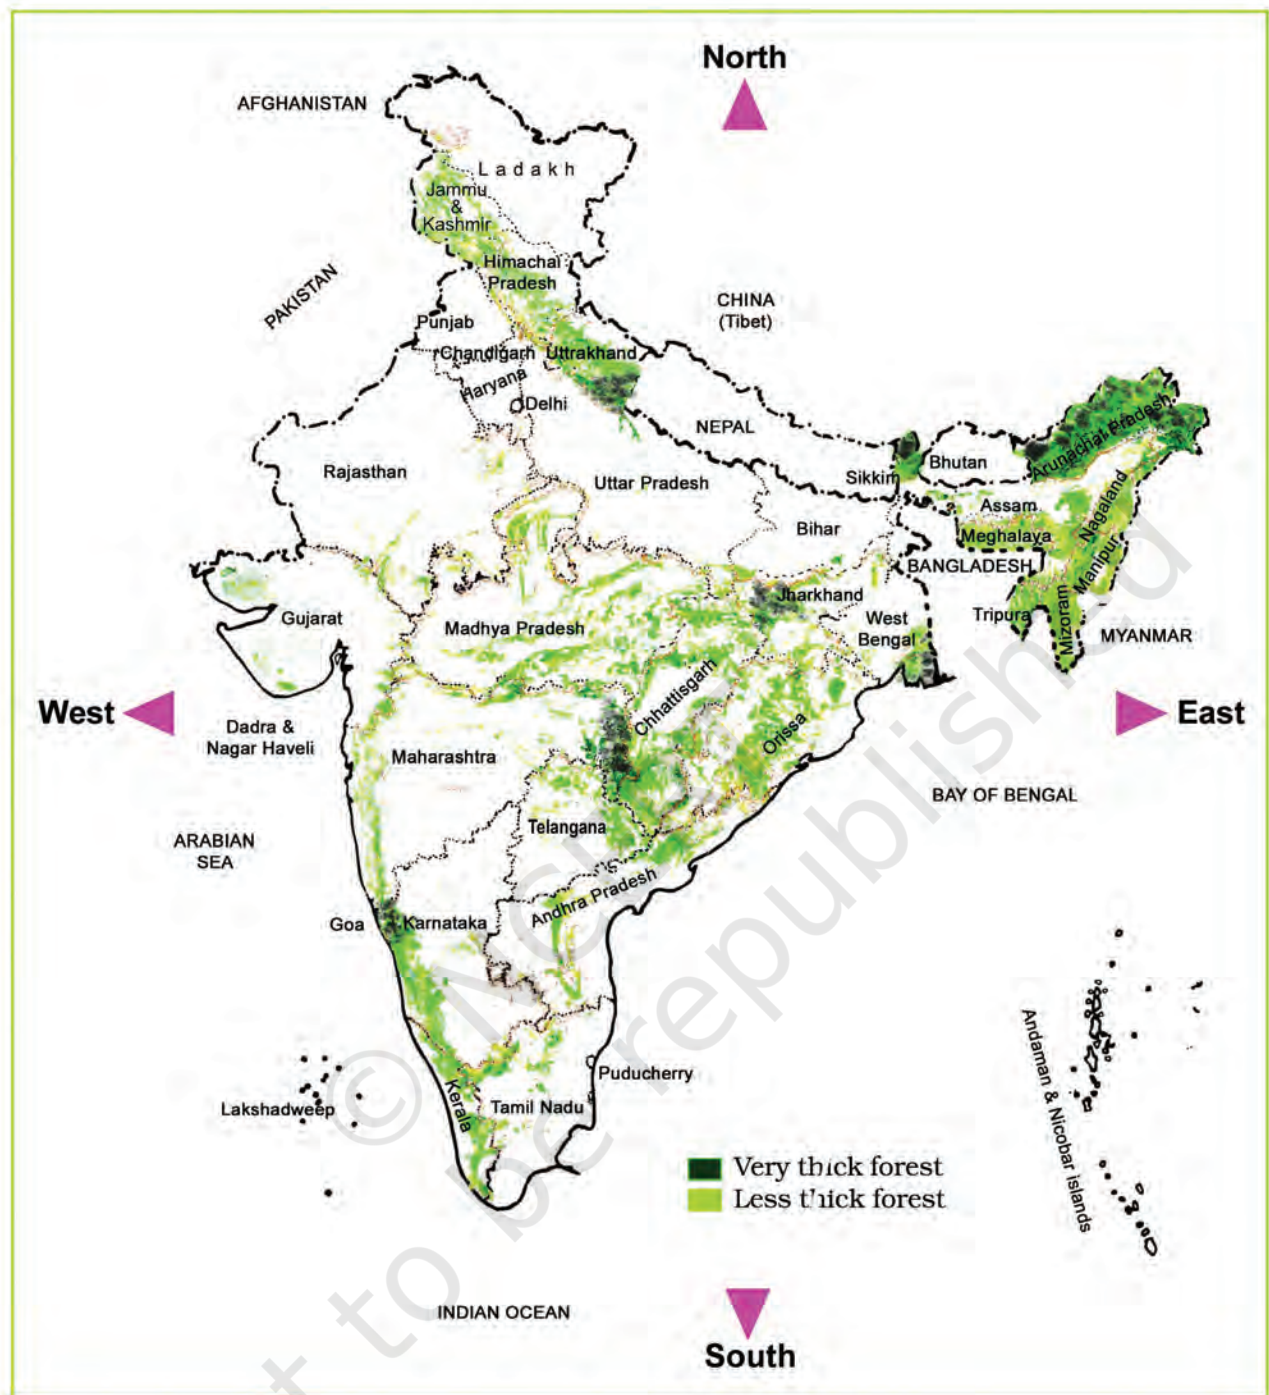 North
AFGHANISTAN
Ladakh
Jammu
&
Kashmir
Himachal
Pradesh
PAKISTAN
CHINA
(Tibet)
Punjab
Chandigarh
Uttrakhand
Haryana
Delhi
NEPAL
Arunachal Pradesh
Rajasthan
Uttar Pradesh
Sikkim
Bhutan
Assam
Nagaland
Bihar
Meghalaya
BANGLADESH
Manipur
Jharkhand
Gujarat
Madhya Pradesh
West
Bengal
Tripura
Mizoram
MYANMAR
Chhattisgarh
West
East
Dadra &
Nagar Haveli
Orissa
Maharashtra
BAY OF BENGAL
Telangana
ARABIAN
SEA
Andhra Pradesh
Goa
Karnataka
Andaman & Nicobar islands
Puducherry
Lakshadweep
Kerala
Tamil Nadu
Very thick forest
Less thick forest
INDIAN OCEAN
South
to be republished